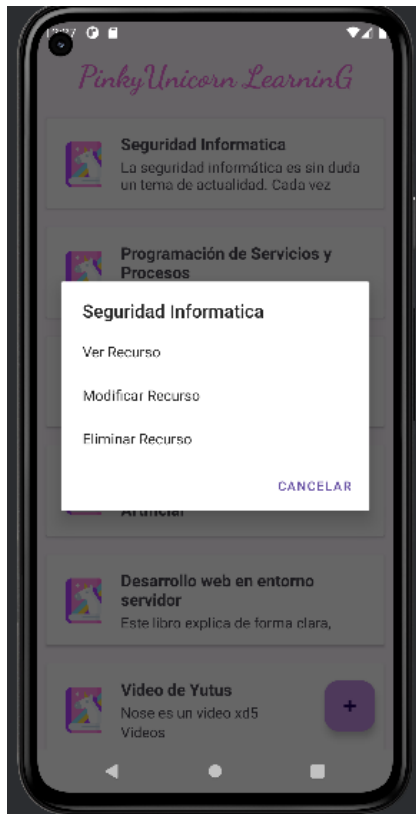 PinkyUnicorn LearninG
Seguridad Informatica
La seguridad informática es sin duda
un tema de actualidad. Cada vez
Programación de Servicios y
Procesos
Seguridad Informatica
Ver Recurso
Modificar Recurso
Eliminar Recurso
CANCELAR
Artificial
Desarrollo web en entorno
servidor
Este libro explica de forma clara,
Video de Yutus
Nose es un video xd5
Videos
+